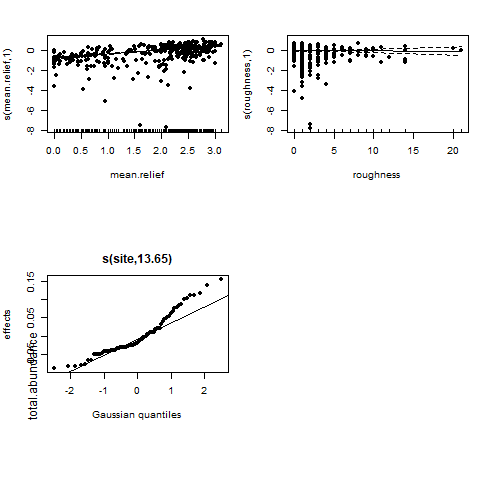 s(mean.relief,1)
0
-2
-4
-6
-8
0.0 0.5 1.0 1.5 2.0 2.5 3.0
mean.relief
s(roughness,1)
0
-2
-4
-6
-8
0 5 10 15 20
roughness
s(site,13.65)
effects
total.abundance
0.15
0.05
-2 -1 0 1 2
Gaussian quantiles